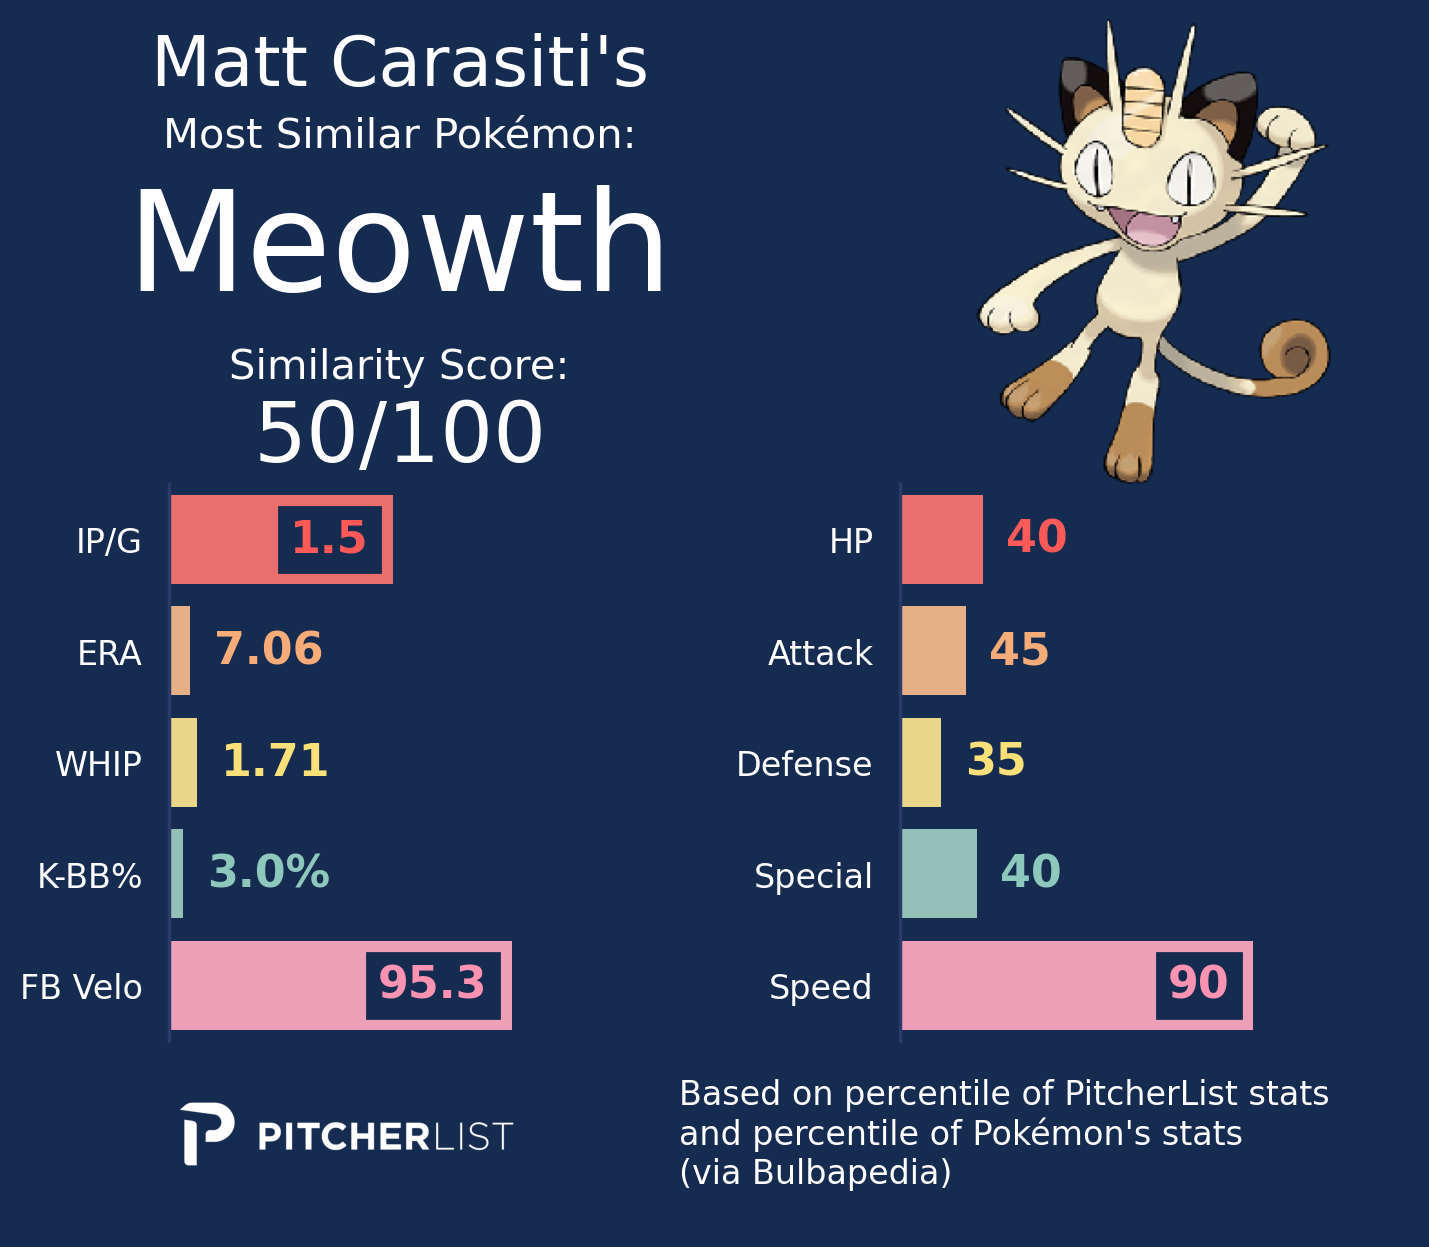 Matt Carasiti's
Most Similar Pokémon:
Meowth
Similarity Score:
50/100
IP/G 1.5
ERA 7.06
WHIP 1.71
K-BB% 3.0%
FB Velo 95.3
HP 40
Attack 45
Defense 35
Special 40
Speed 90
PITCHERLIST
Based on percentile of PitcherList stats
and percentile of Pokémon's stats
(via Bulbapedia)